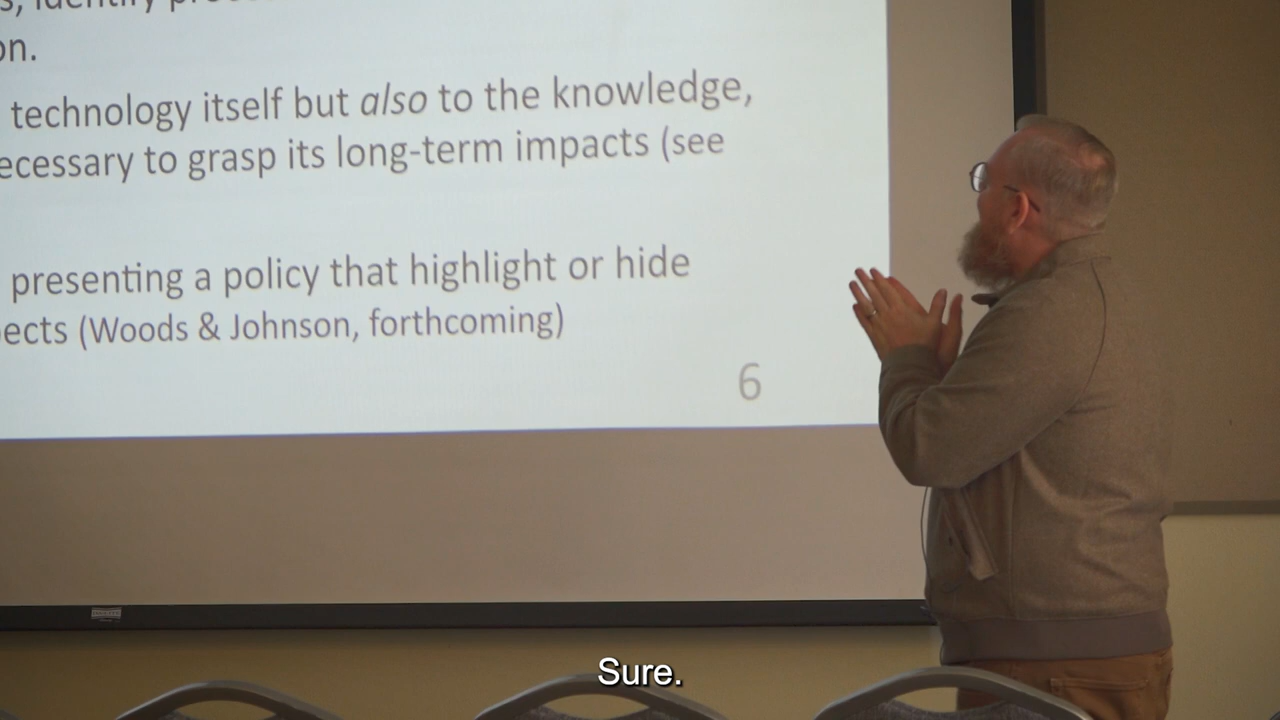 on.
technology itself but also to the knowledge,
ecessary to grasp its long-term impacts (see
presenting a policy that highlight or hide
ects (Woods & Johnson, forthcoming)
6
Sure.